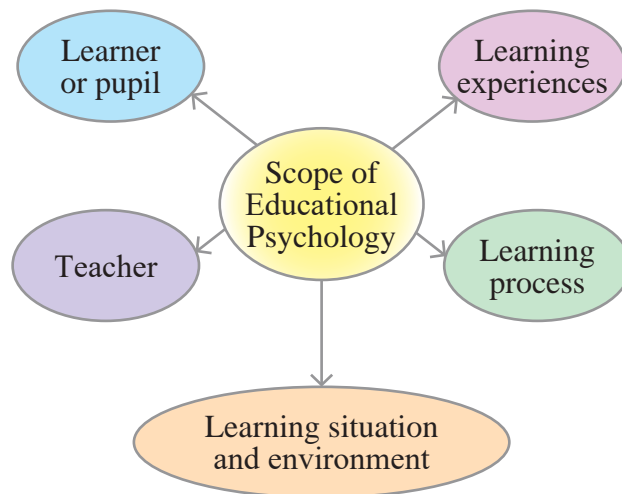 Learner
or pupil
Learning
experiences
Scope of
Educational
Psychology
Teacher
Learning
process
Learning situation
and environment